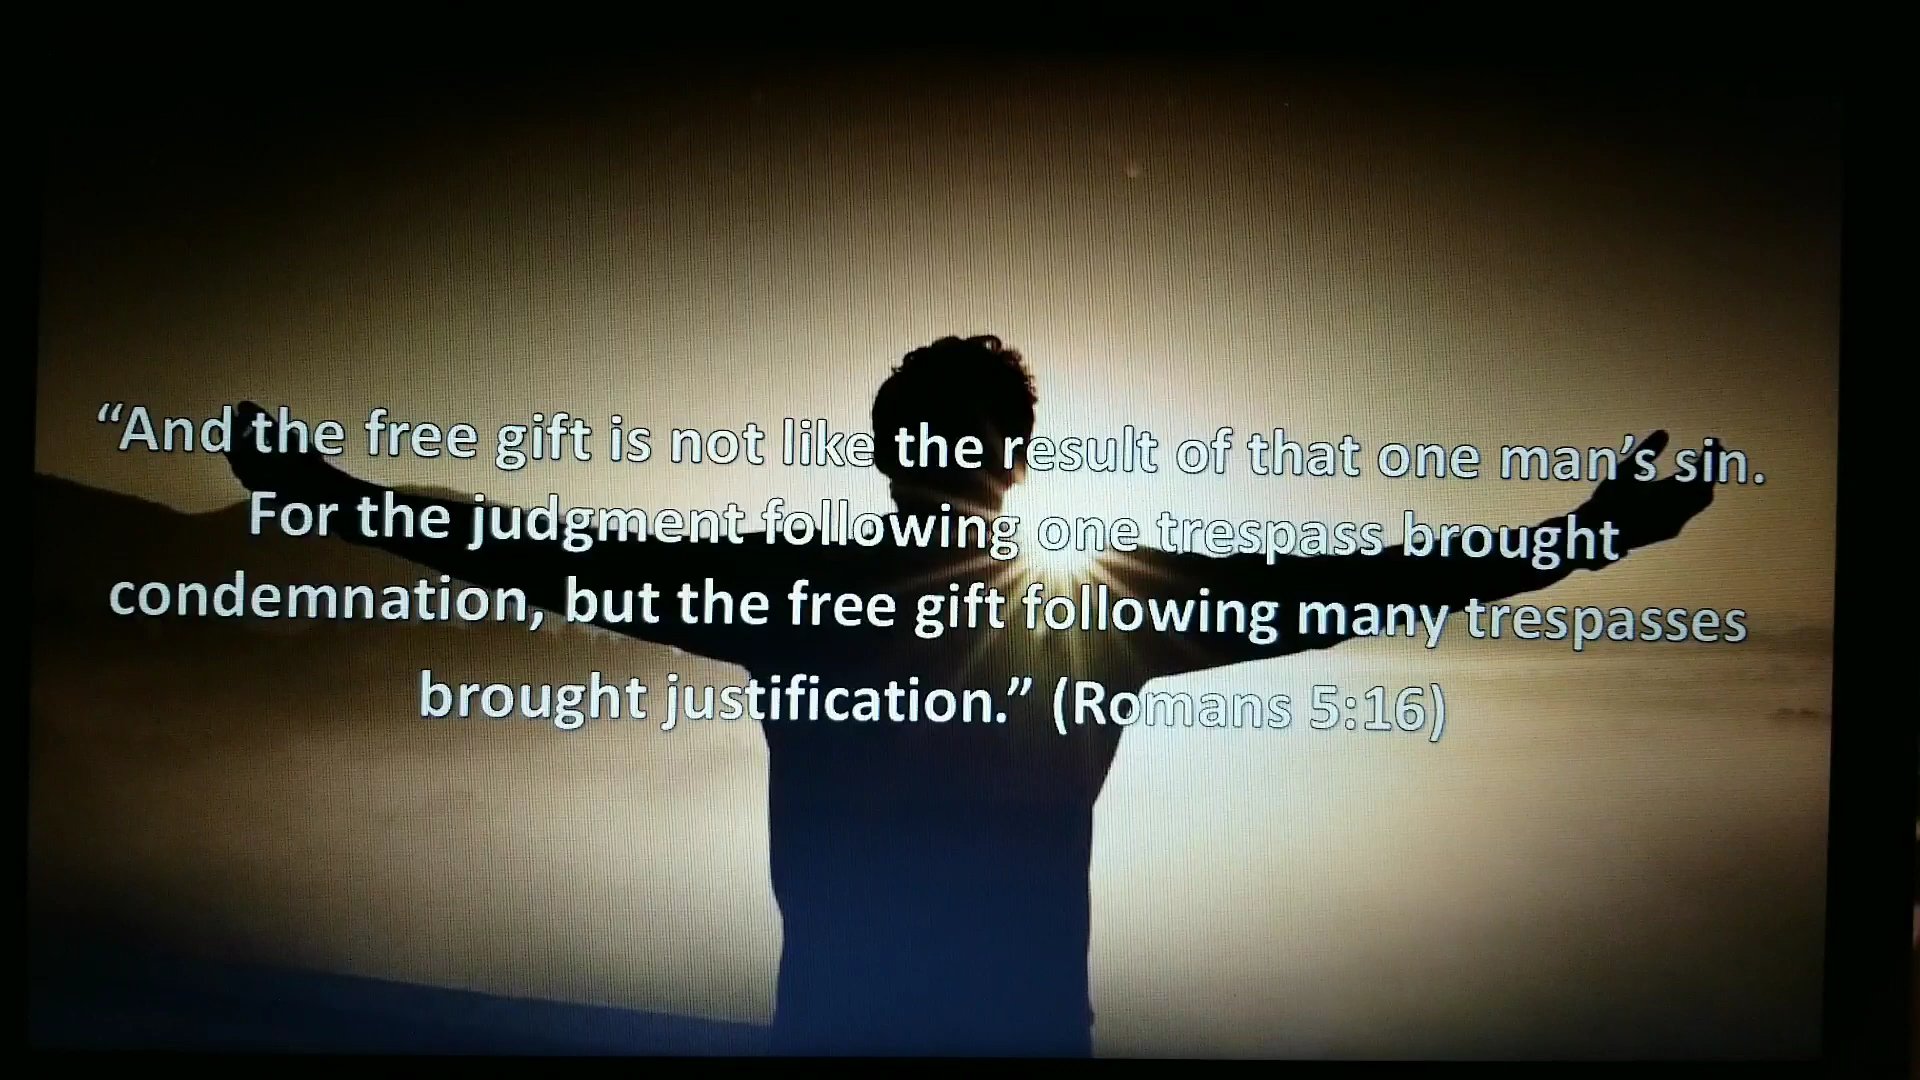 “And the free gift is not like the result of that one man’s sin.
For the judgment following one trespass brought
condemnation, but the free gift following many trespasses
brought justification.” (Romans 5:16)